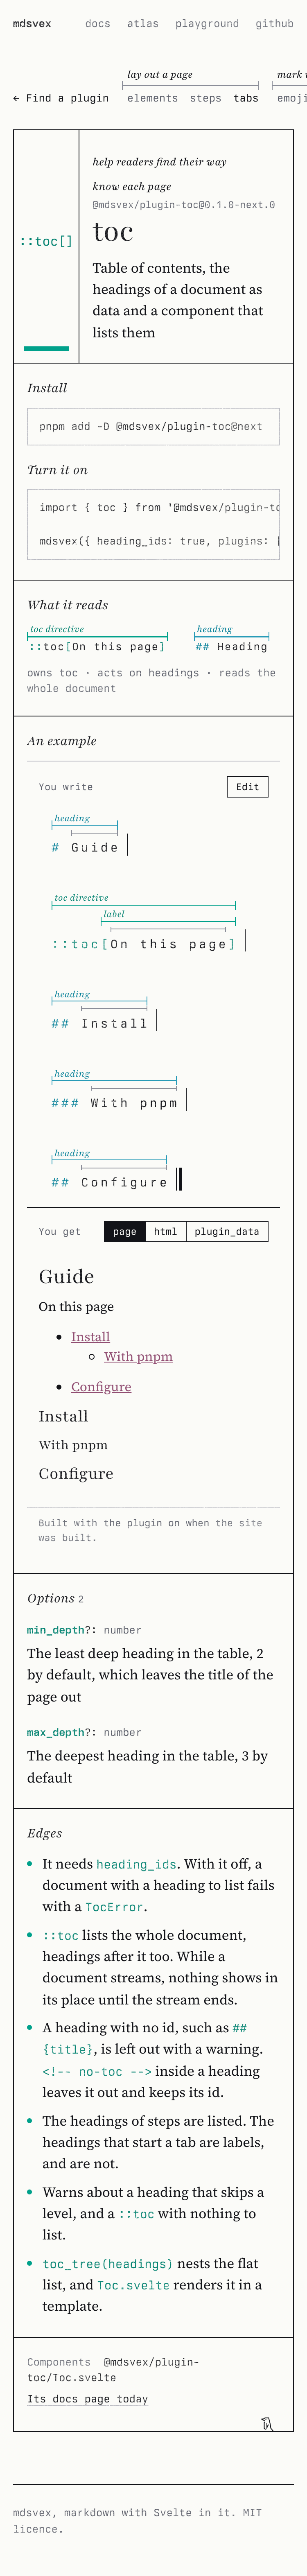 mdsvex docs atlas playground github
lay out a page mark
← Find a plugin elements steps tabs emoji
help readers find their way
know each page
@mdsvex/plugin-toc@0.1.0-next.0
::toc[]
toc
Table of contents, the
headings of a document as
data and a component that
lists them
Install
pnpm add -D @mdsvex/plugin-toc@next
Turn it on
import { toc } from '@mdsvex/plugin-to
mdsvex({ heading_ids: true, plugins: [
What it reads
toc directive heading
::toc[On this page] ## Heading
owns toc · acts on headings · reads the
whole document
An example
You write Edit
heading
# Guide
toc directive
label
::toc[On this page]
heading
## Install
heading
### With pnpm
heading
## Configure
You get page html plugin_data
Guide
On this page
• Install
◦ With pnpm
• Configure
Install
With pnpm
Configure
Built with the plugin on when the site
was built.
Options 2
min_depth?: number
The least deep heading in the table, 2
by default, which leaves the title of the
page out
max_depth?: number
The deepest heading in the table, 3 by
default
Edges
• It needs heading_ids. With it off, a
document with a heading to list fails
with a TocError.
• ::toc lists the whole document,
headings after it too. While a
document streams, nothing shows in
its place until the stream ends.
• A heading with no id, such as ##
{title}, is left out with a warning.
<!-- no-toc --> inside a heading
leaves it out and keeps its id.
• The headings of steps are listed. The
headings that start a tab are labels,
and are not.
• Warns about a heading that skips a
level, and a ::toc with nothing to
list.
• toc_tree(headings) nests the flat
list, and Toc.svelte renders it in a
template.
Components @mdsvex/plugin-
toc/Toc.svelte
Its docs page today
mdsvex, markdown with Svelte in it. MIT
licence.